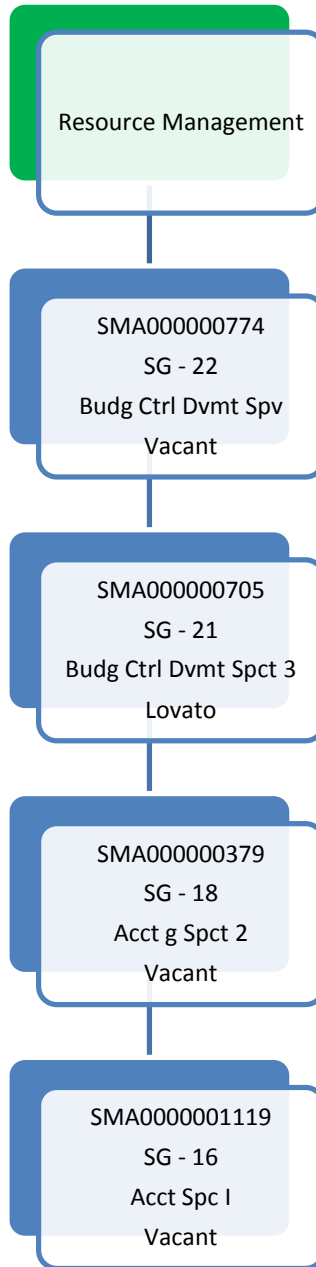 Resource Management
SMA000000774
SG - 22
Budg Ctrl Dvmt Spv
Vacant
SMA000000705
SG - 21
Budg Ctrl Dvmt Spct 3
Lovato
SMA000000379
SG - 18
Acct g Spct 2
Vacant
SMA0000001119
SG - 16
Acct Spc I
Vacant